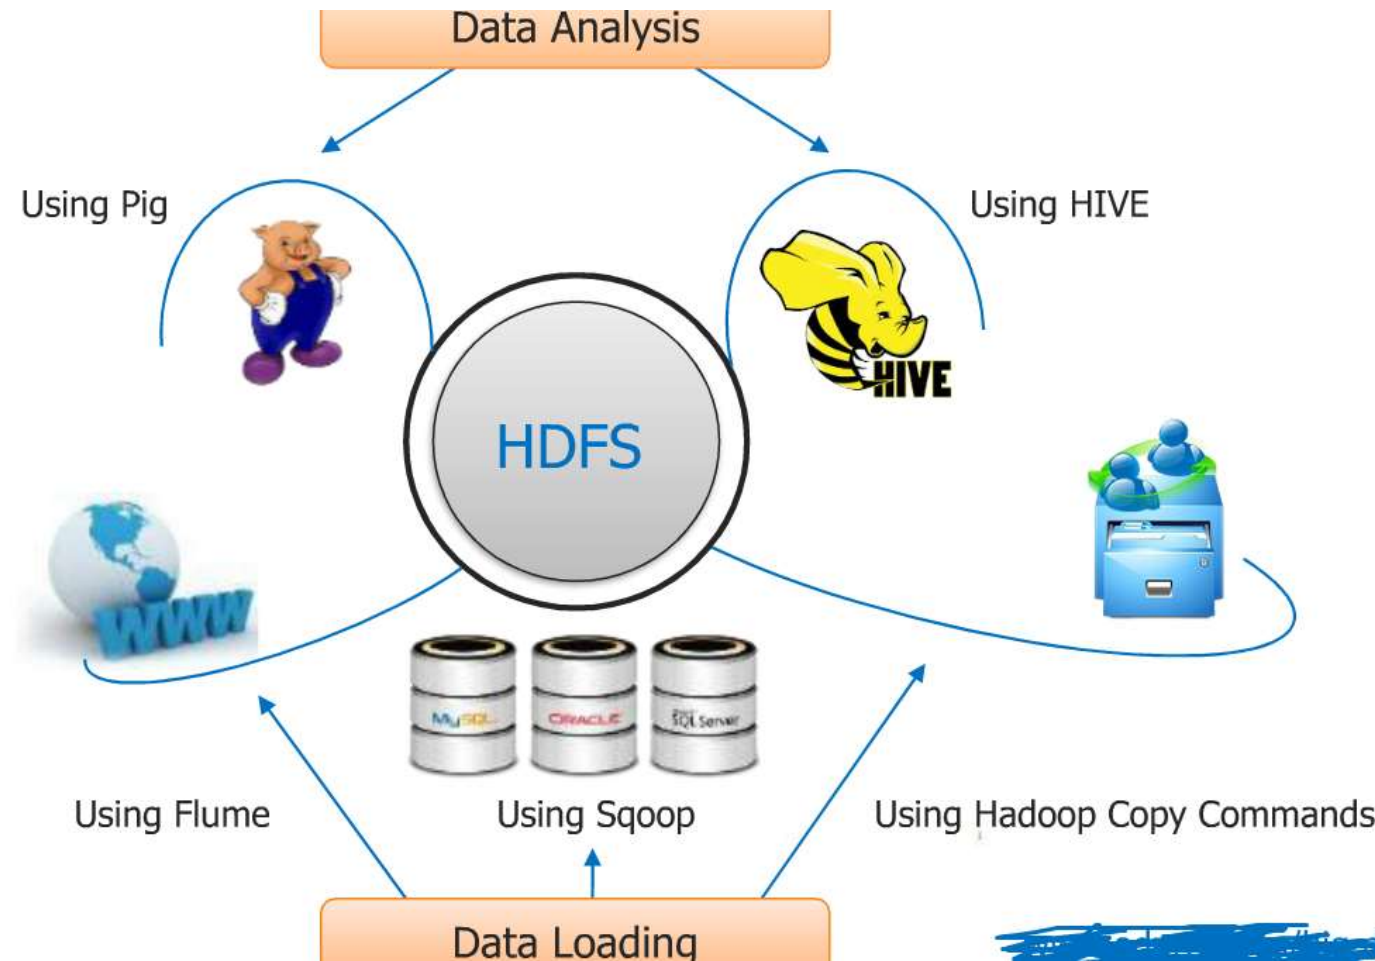 Data Analysis
Using Pig
Using HIVE
HIVE
HDFS
WWW
MySQL
ORACLE
SQL Server
Using Flume
Using Sqoop
Using Hadoop Copy Commands
Data Loading